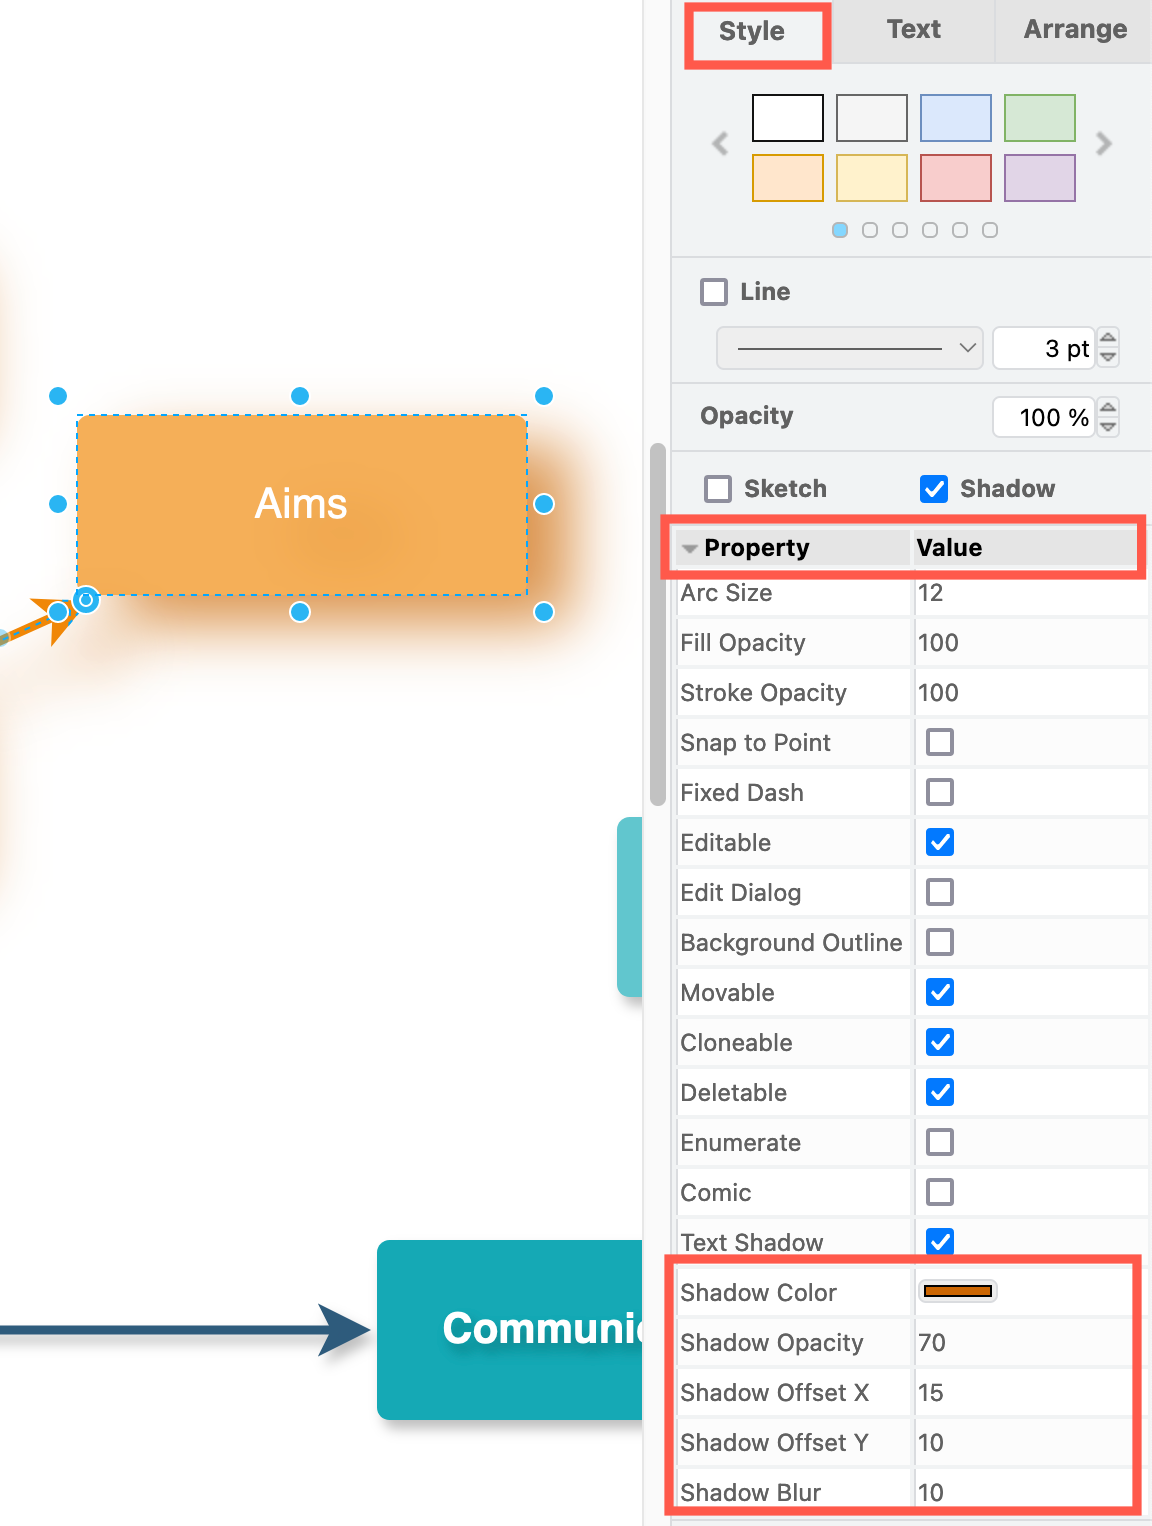 Style Text Arrange
Line
3 pt
Opacity 100 %
Sketch Shadow
Property Value
Arc Size 12
Fill Opacity 100
Stroke Opacity 100
Snap to Point
Fixed Dash
Editable
Edit Dialog
Background Outline
Movable
Cloneable
Deletable
Enumerate
Comic
Text Shadow
Shadow Color
Shadow Opacity 70
Shadow Offset X 15
Shadow Offset Y 10
Shadow Blur 10
Aims
Communi